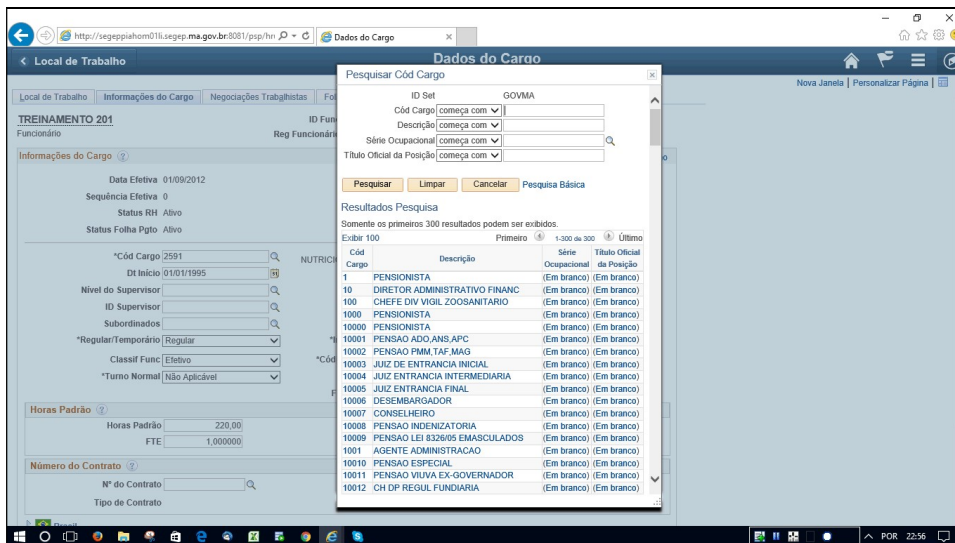 http://segeppiahom01li.segep.ma.gov.br:8081/psp/hn
Dados do Cargo
Local de Trabalho
Dados do Cargo
Nova Janela | Personalizar Página
Local de Trabalho
Informações do Cargo
Negociações Trabalhistas
TREINAMENTO 201
Funcionário
Reg Funcionário
Informações do Cargo
Data Efetiva 01/09/2012
Sequência Efetiva 0
Status RH Ativo
Status Folha Pgto Ativo
*Cód Cargo 2591
Dt Início 01/01/1995
Nível do Supervisor
ID Supervisor
Subordinados
*Regular/Temporário Regular
Classif Func Efetivo
*Turno Normal Não Aplicável
Horas Padrão
Horas Padrão 220,00
FTE 1,000000
Número do Contrato
Nº do Contrato
Tipo de Contrato
Brasil
Pesquisar Cód Cargo
ID Set GOVMA
Cód Cargo começa com
Descrição começa com
Série Ocupacional começa com
Título Oficial da Posição começa com
Pesquisar Limpar Cancelar Pesquisa Básica
Resultados Pesquisa
Somente os primeiros 300 resultados podem ser exibidos.
Exibir 100 Primeiro 1-300 de 300 Último
Cód Cargo Descrição Série Ocupacional Título Oficial da Posição
1 PENSIONISTA (Em branco) (Em branco)
10 DIRETOR ADMINISTRATIVO FINANC (Em branco) (Em branco)
100 CHEFE DIV VIGIL ZOOSANITARIO (Em branco) (Em branco)
1000 PENSIONISTA (Em branco) (Em branco)
10000 PENSIONISTA (Em branco) (Em branco)
10001 PENSAO ADO,ANS,APC (Em branco) (Em branco)
10002 PENSAO PMM,TAF,MAG (Em branco) (Em branco)
10003 JUIZ DE ENTRANCIA INICIAL (Em branco) (Em branco)
10004 JUIZ ENTRANCIA INTERMEDIARIA (Em branco) (Em branco)
10005 JUIZ ENTRANCIA FINAL (Em branco) (Em branco)
10006 DESEMBARGADOR (Em branco) (Em branco)
10007 CONSELHEIRO (Em branco) (Em branco)
10008 PENSAO INDENIZATORIA (Em branco) (Em branco)
10009 PENSAO LEI 8326/05 EMASCULADOS (Em branco) (Em branco)
1001 AGENTE ADMINISTRACAO (Em branco) (Em branco)
10010 PENSAO ESPECIAL (Em branco) (Em branco)
10011 PENSAO VIUVA EX-GOVERNADOR (Em branco) (Em branco)
10012 CH DP REGUL FUNDIARIA (Em branco) (Em branco)
POR 22:56